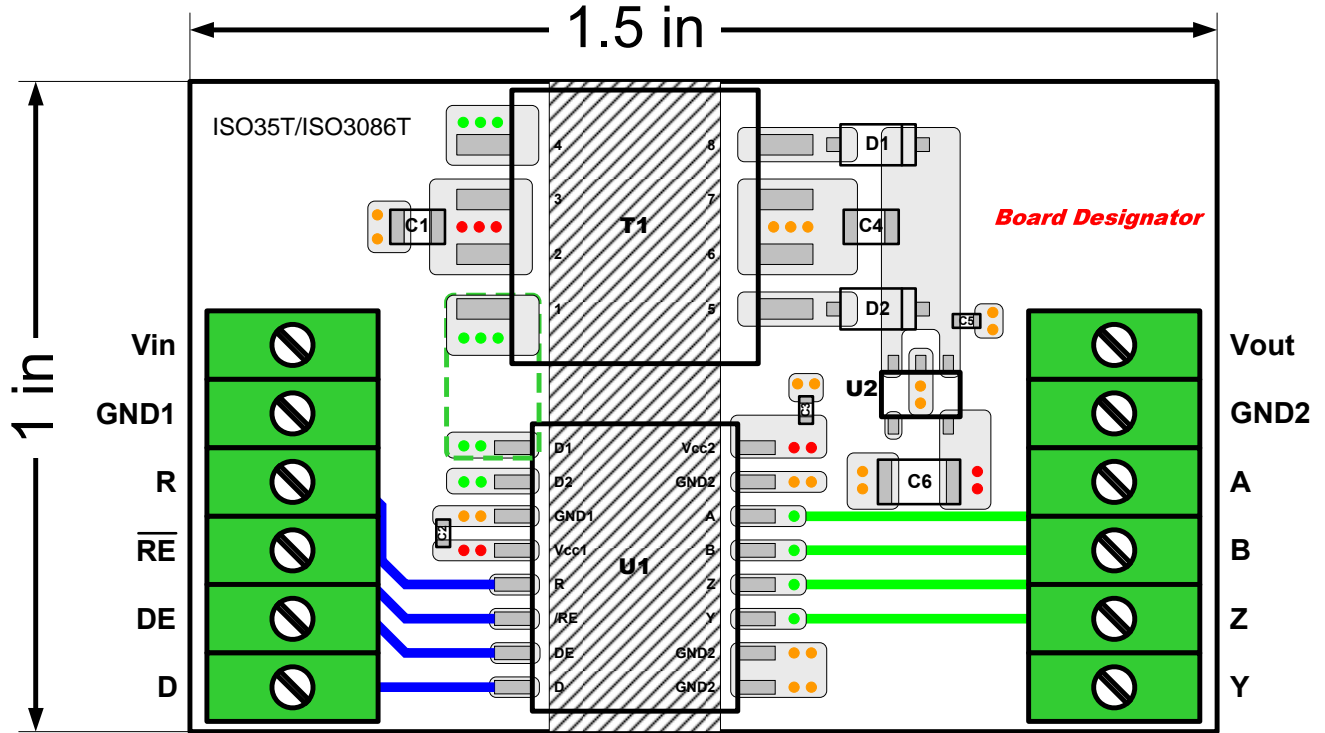 1.5 in
1 in
ISO35T/ISO3086T
Board Designator
4
3
2
1
T1
8
7
6
5
C1
D1
C4
D2
C5
U2
C3
C6
C2
Vin
GND1
R
RE
DE
D
D1
D2
GND1
Vcc1
R
/RE
DE
D
U1
Vcc2
GND2
A
B
Z
Y
GND2
GND2
Vout
GND2
A
B
Z
Y